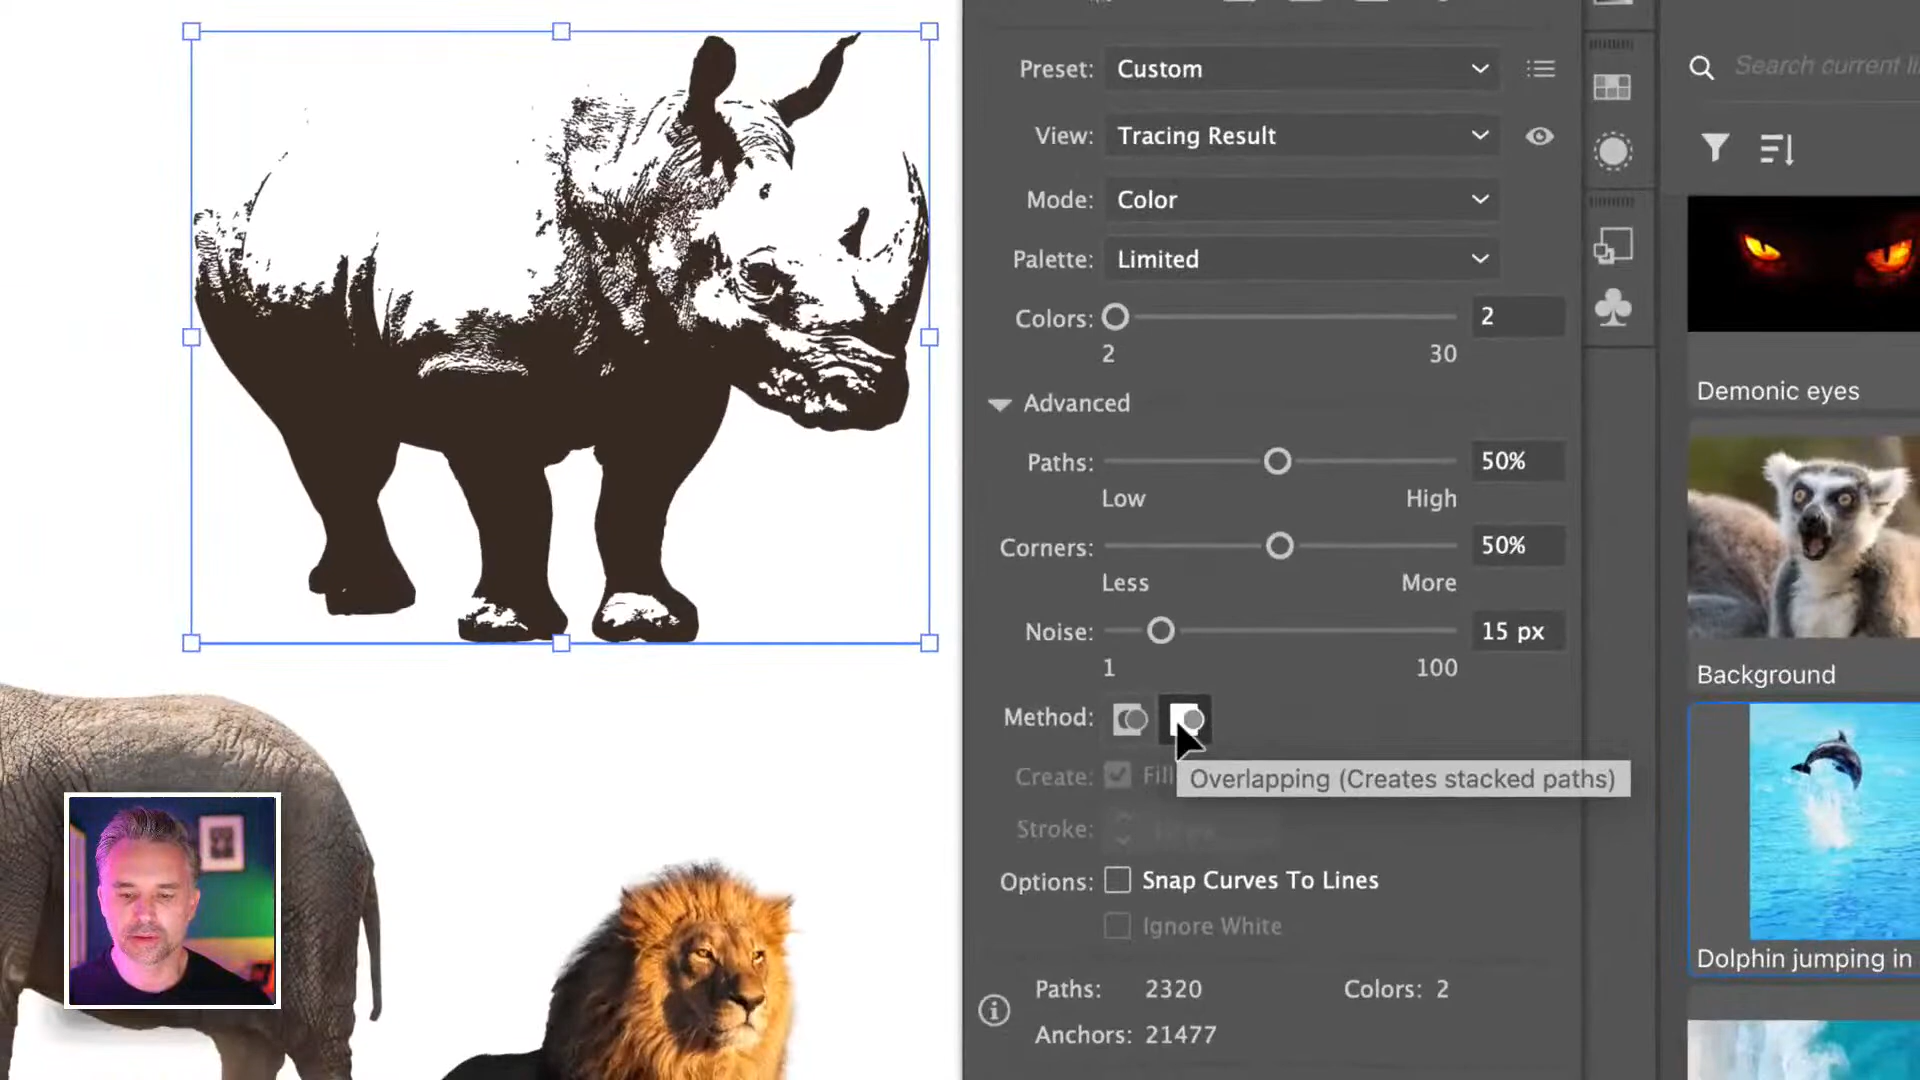 Preset: Custom
View: Tracing Result
Mode: Color
Palette: Limited
Colors: 2
2 30
Advanced
Paths: 50%
Low High
Corners: 50%
Less More
Noise: 15 px
1 100
Method:
Create: Fill
Overlapping (Creates stacked paths)
Stroke:
Options: Snap Curves To Lines
Ignore White
Paths: 2320 Colors: 2
Anchors: 21477
Search current li
Demonic eyes
Background
Dolphin jumping in